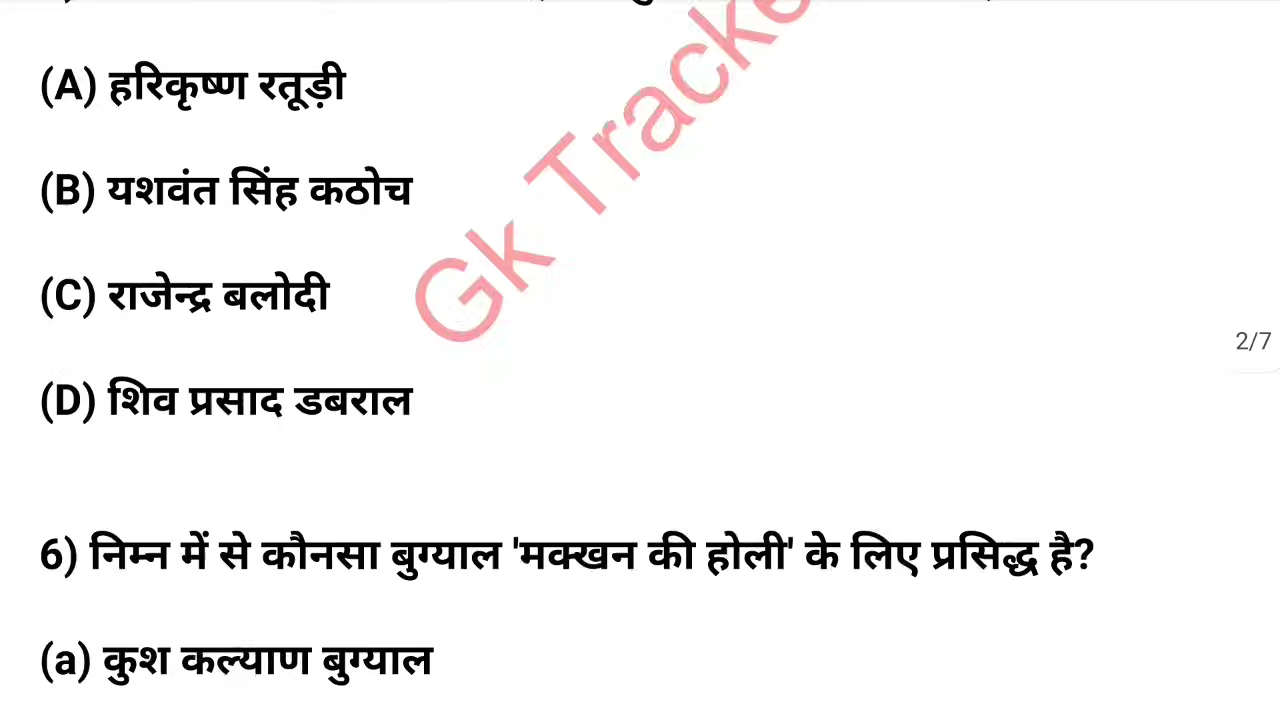 (A) हरिकृष्ण रतूड़ी
(B) यशवंत सिंह कठोच
(C) राजेन्द्र बलोदी
(D) शिव प्रसाद डबराल
6) निम्न में से कौनसा बुग्याल 'मक्खन की होली' के लिए प्रसिद्ध है?
(a) कुश कल्याण बुग्याल
Gk Tracke
2/7